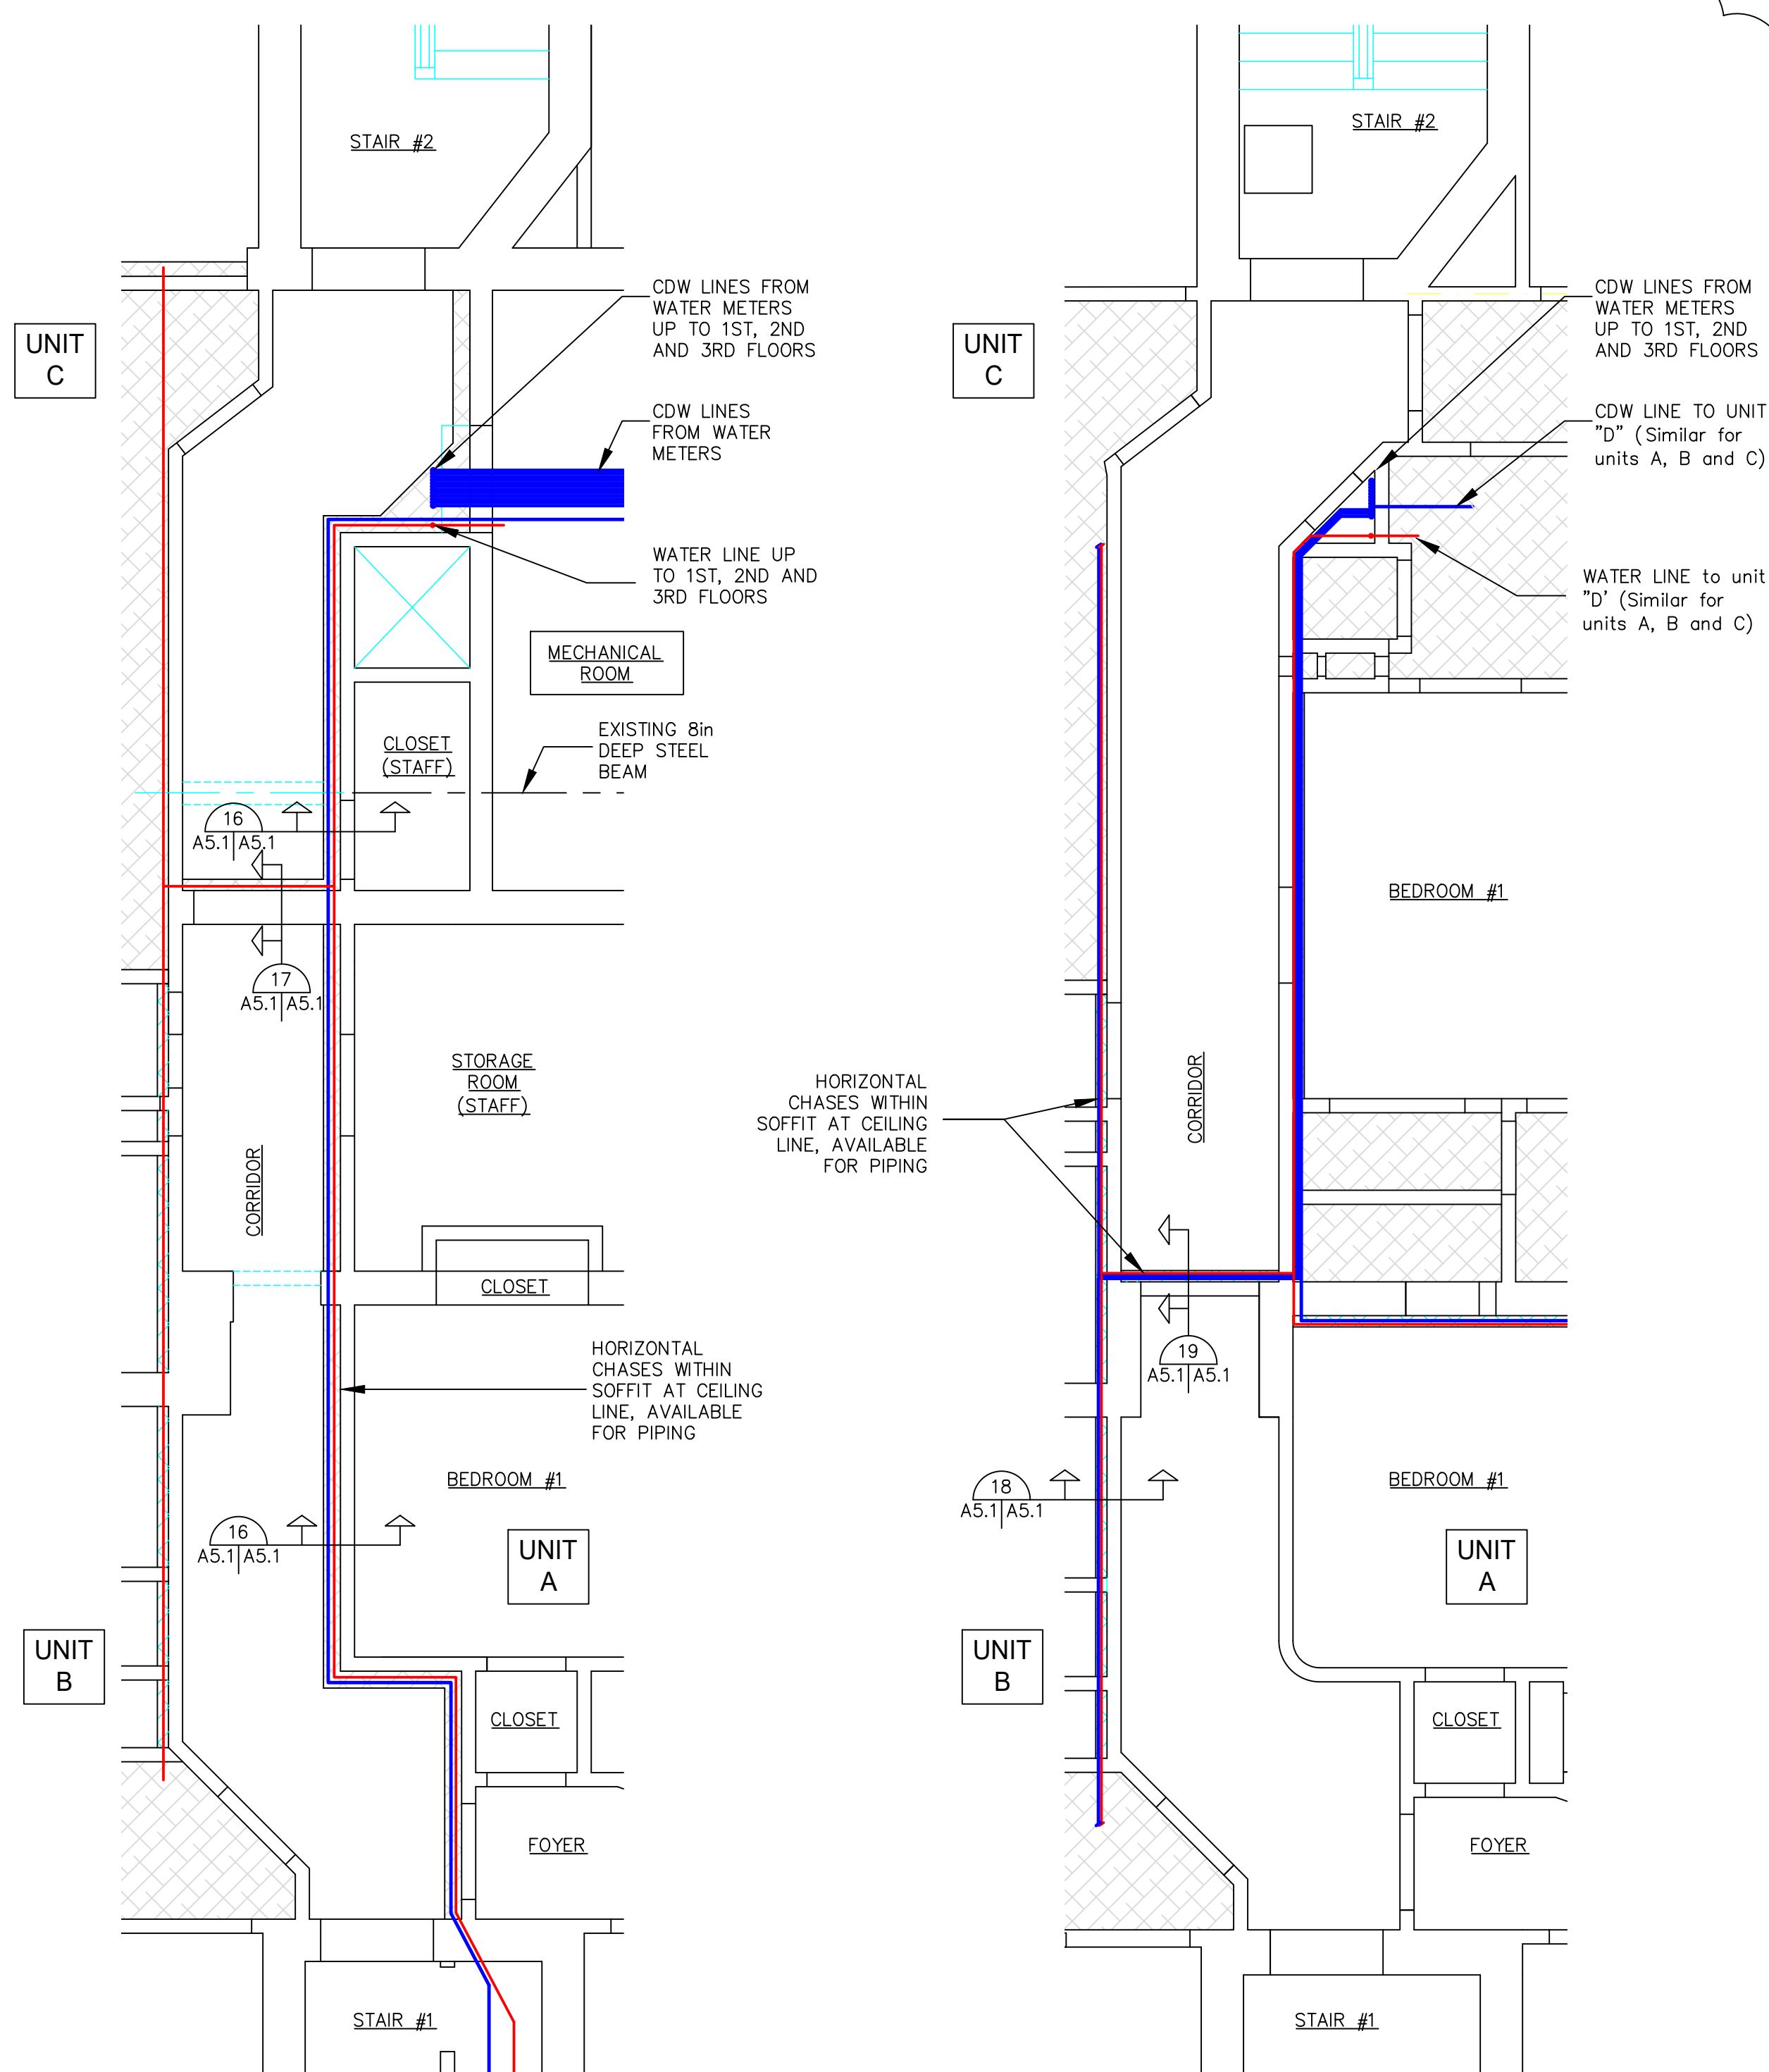 STAIR #2
UNIT
C
CDW LINES FROM
WATER METERS
UP TO 1ST, 2ND
AND 3RD FLOORS
CDW LINES
FROM WATER
METERS
WATER LINE UP
TO 1ST, 2ND AND
3RD FLOORS
MECHANICAL
ROOM
EXISTING 8in
DEEP STEEL
BEAM
CLOSET
(STAFF)
16
A5.1 A5.1
17
A5.1 A5.1
STORAGE
ROOM
(STAFF)
CORRIDOR
CLOSET
HORIZONTAL
CHASES WITHIN
SOFFIT AT CEILING
LINE, AVAILABLE
FOR PIPING
BEDROOM #1
16
A5.1 A5.1
UNIT
A
UNIT
B
CLOSET
FOYER
STAIR #1
STAIR #2
UNIT
C
CDW LINES FROM
WATER METERS
UP TO 1ST, 2ND
AND 3RD FLOORS
CDW LINE TO UNIT
"D" (Similar for
units A, B and C)
WATER LINE to unit
"D' (Similar for
units A, B and C)
BEDROOM #1
HORIZONTAL
CHASES WITHIN
SOFFIT AT CEILING
LINE, AVAILABLE
FOR PIPING
CORRIDOR
19
A5.1 A5.1
18
A5.1 A5.1
BEDROOM #1
UNIT
A
UNIT
B
CLOSET
FOYER
STAIR #1